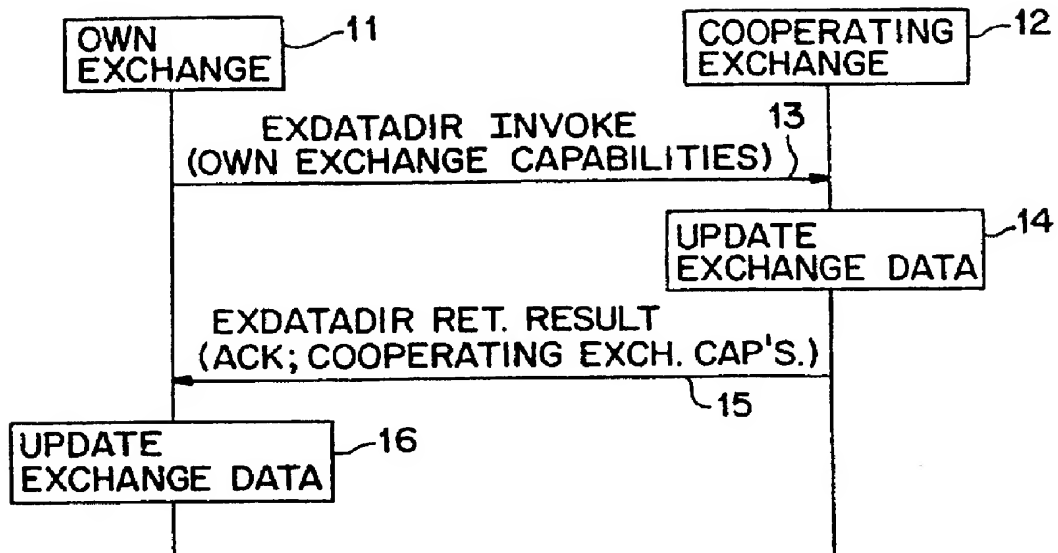 OWN
EXCHANGE
11
COOPERATING
EXCHANGE
12
EXDATADIR INVOKE
(OWN EXCHANGE CAPABILITIES)
13
UPDATE
EXCHANGE DATA
14
EXDATADIR RET. RESULT
(ACK; COOPERATING EXCH. CAP'S.)
15
UPDATE
EXCHANGE DATA
16